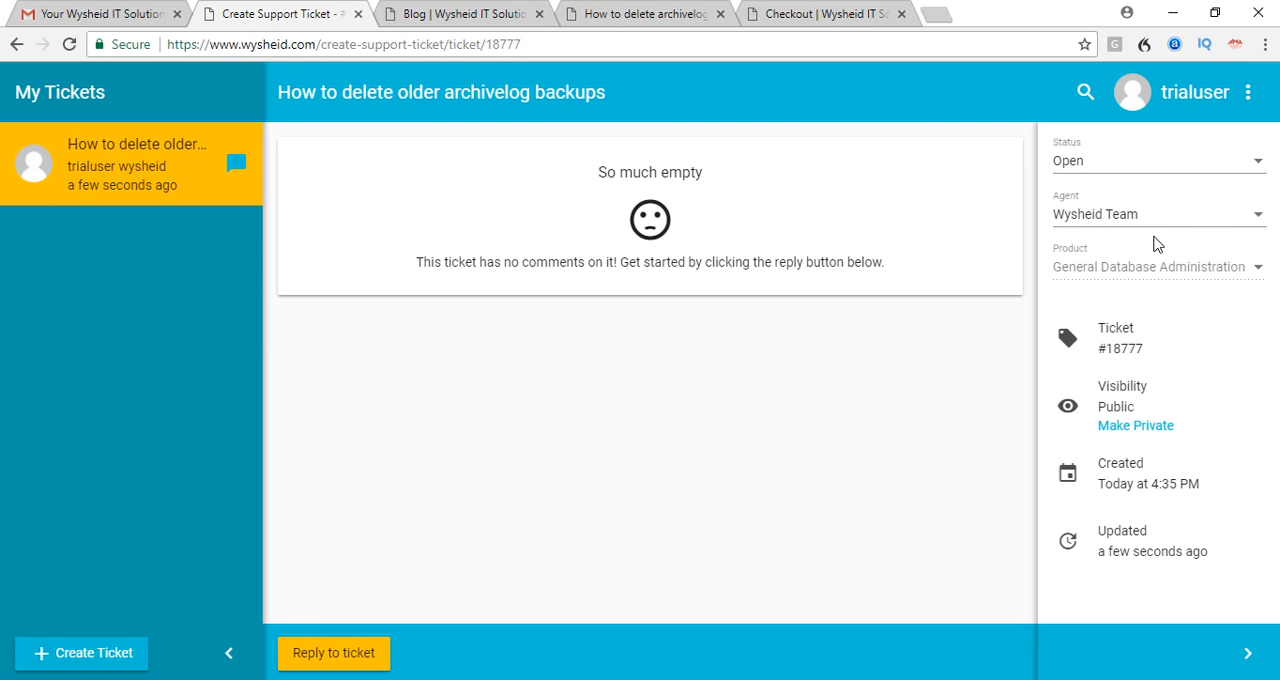 Your Wysheid IT Solution
Create Support Ticket - #
Blog | Wysheid IT Solutio
How to delete archivelog
Checkout | Wysheid IT So
Secure
https://www.wysheid.com/create-support-ticket/ticket/18777
G
a
IQ
My Tickets
How to delete older archivelog backups
trialuser
How to delete older...
trialuser wysheid
a few seconds ago
So much empty
This ticket has no comments on it! Get started by clicking the reply button below.
Status
Open
Agent
Wysheid Team
Product
General Database Administration
Ticket
#18777
Visibility
Public
Make Private
Created
Today at 4:35 PM
Updated
a few seconds ago
Create Ticket
Reply to ticket